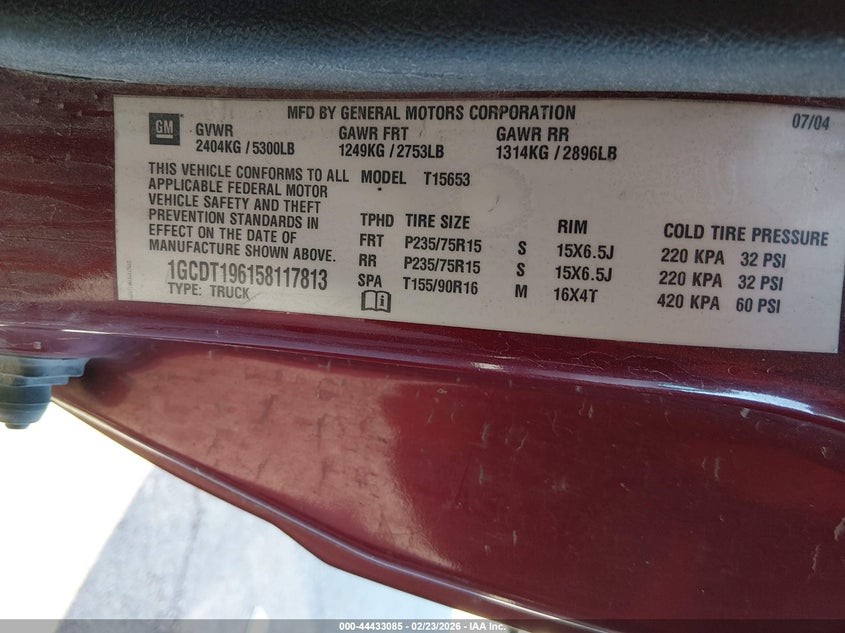 MFD BY GENERAL MOTORS CORPORATION
07/04
GM
GVWR GAWR FRT GAWR RR
2404KG / 5300LB 1249KG / 2753LB 1314KG / 2896LB
THIS VEHICLE CONFORMS TO ALL
APPLICABLE FEDERAL MOTOR
VEHICLE SAFETY AND THEFT
PREVENTION STANDARDS IN
EFFECT ON THE DATE OF
MANUFACTURE SHOWN ABOVE.
1GCDT196158117813
TYPE: TRUCK
MODEL T15653
TPHD TIRE SIZE RIM COLD TIRE PRESSURE
FRT P235/75R15 S 15X6.5J 220 KPA 32 PSI
RR P235/75R15 S 15X6.5J 220 KPA 32 PSI
SPA T155/90R16 M 16X4T 420 KPA 60 PSI
000-44433085 — 02/23/2026 — IAA Inc.